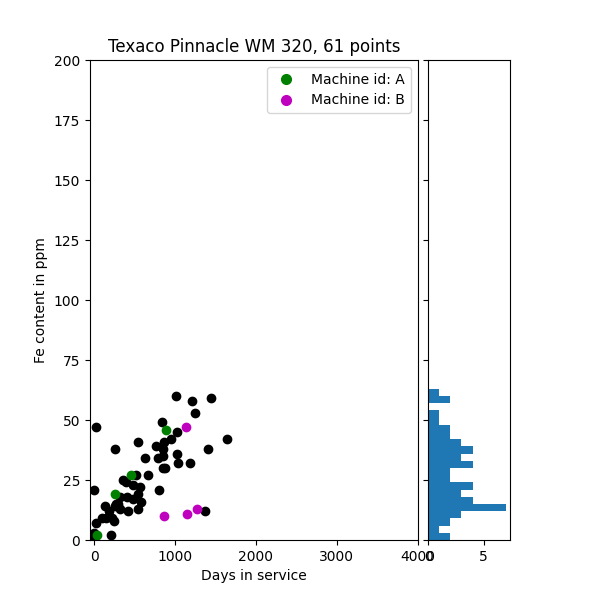 Texaco Pinnacle WM 320, 61 points
Machine id: A
Machine id: B
Fe content in ppm
200
175
150
125
100
75
50
25
0
0 1000 2000 3000 4000
0 5
Days in service